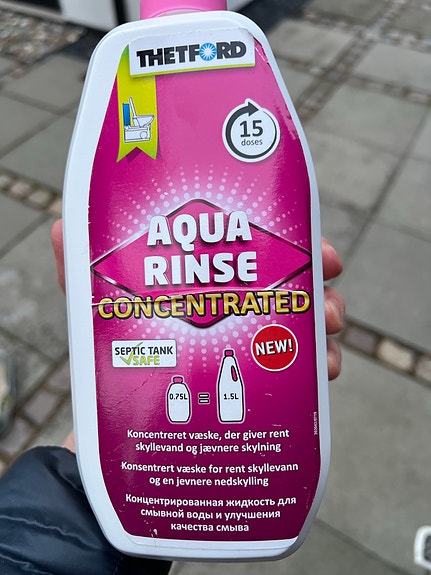 THETFORD
15
doses
AQUA
RINSE
CONCENTRATED
SEPTIC TANK
SAFE
NEW!
0.75L = 1.5L
Koncentreret væske, der giver rent
skyllevand og jævnere skylning
Konsentrert væske for rent skyllevann
og en jevnere nedskylling
Концентрированная жидкость для
смывной воды и улучшения
качества смыва